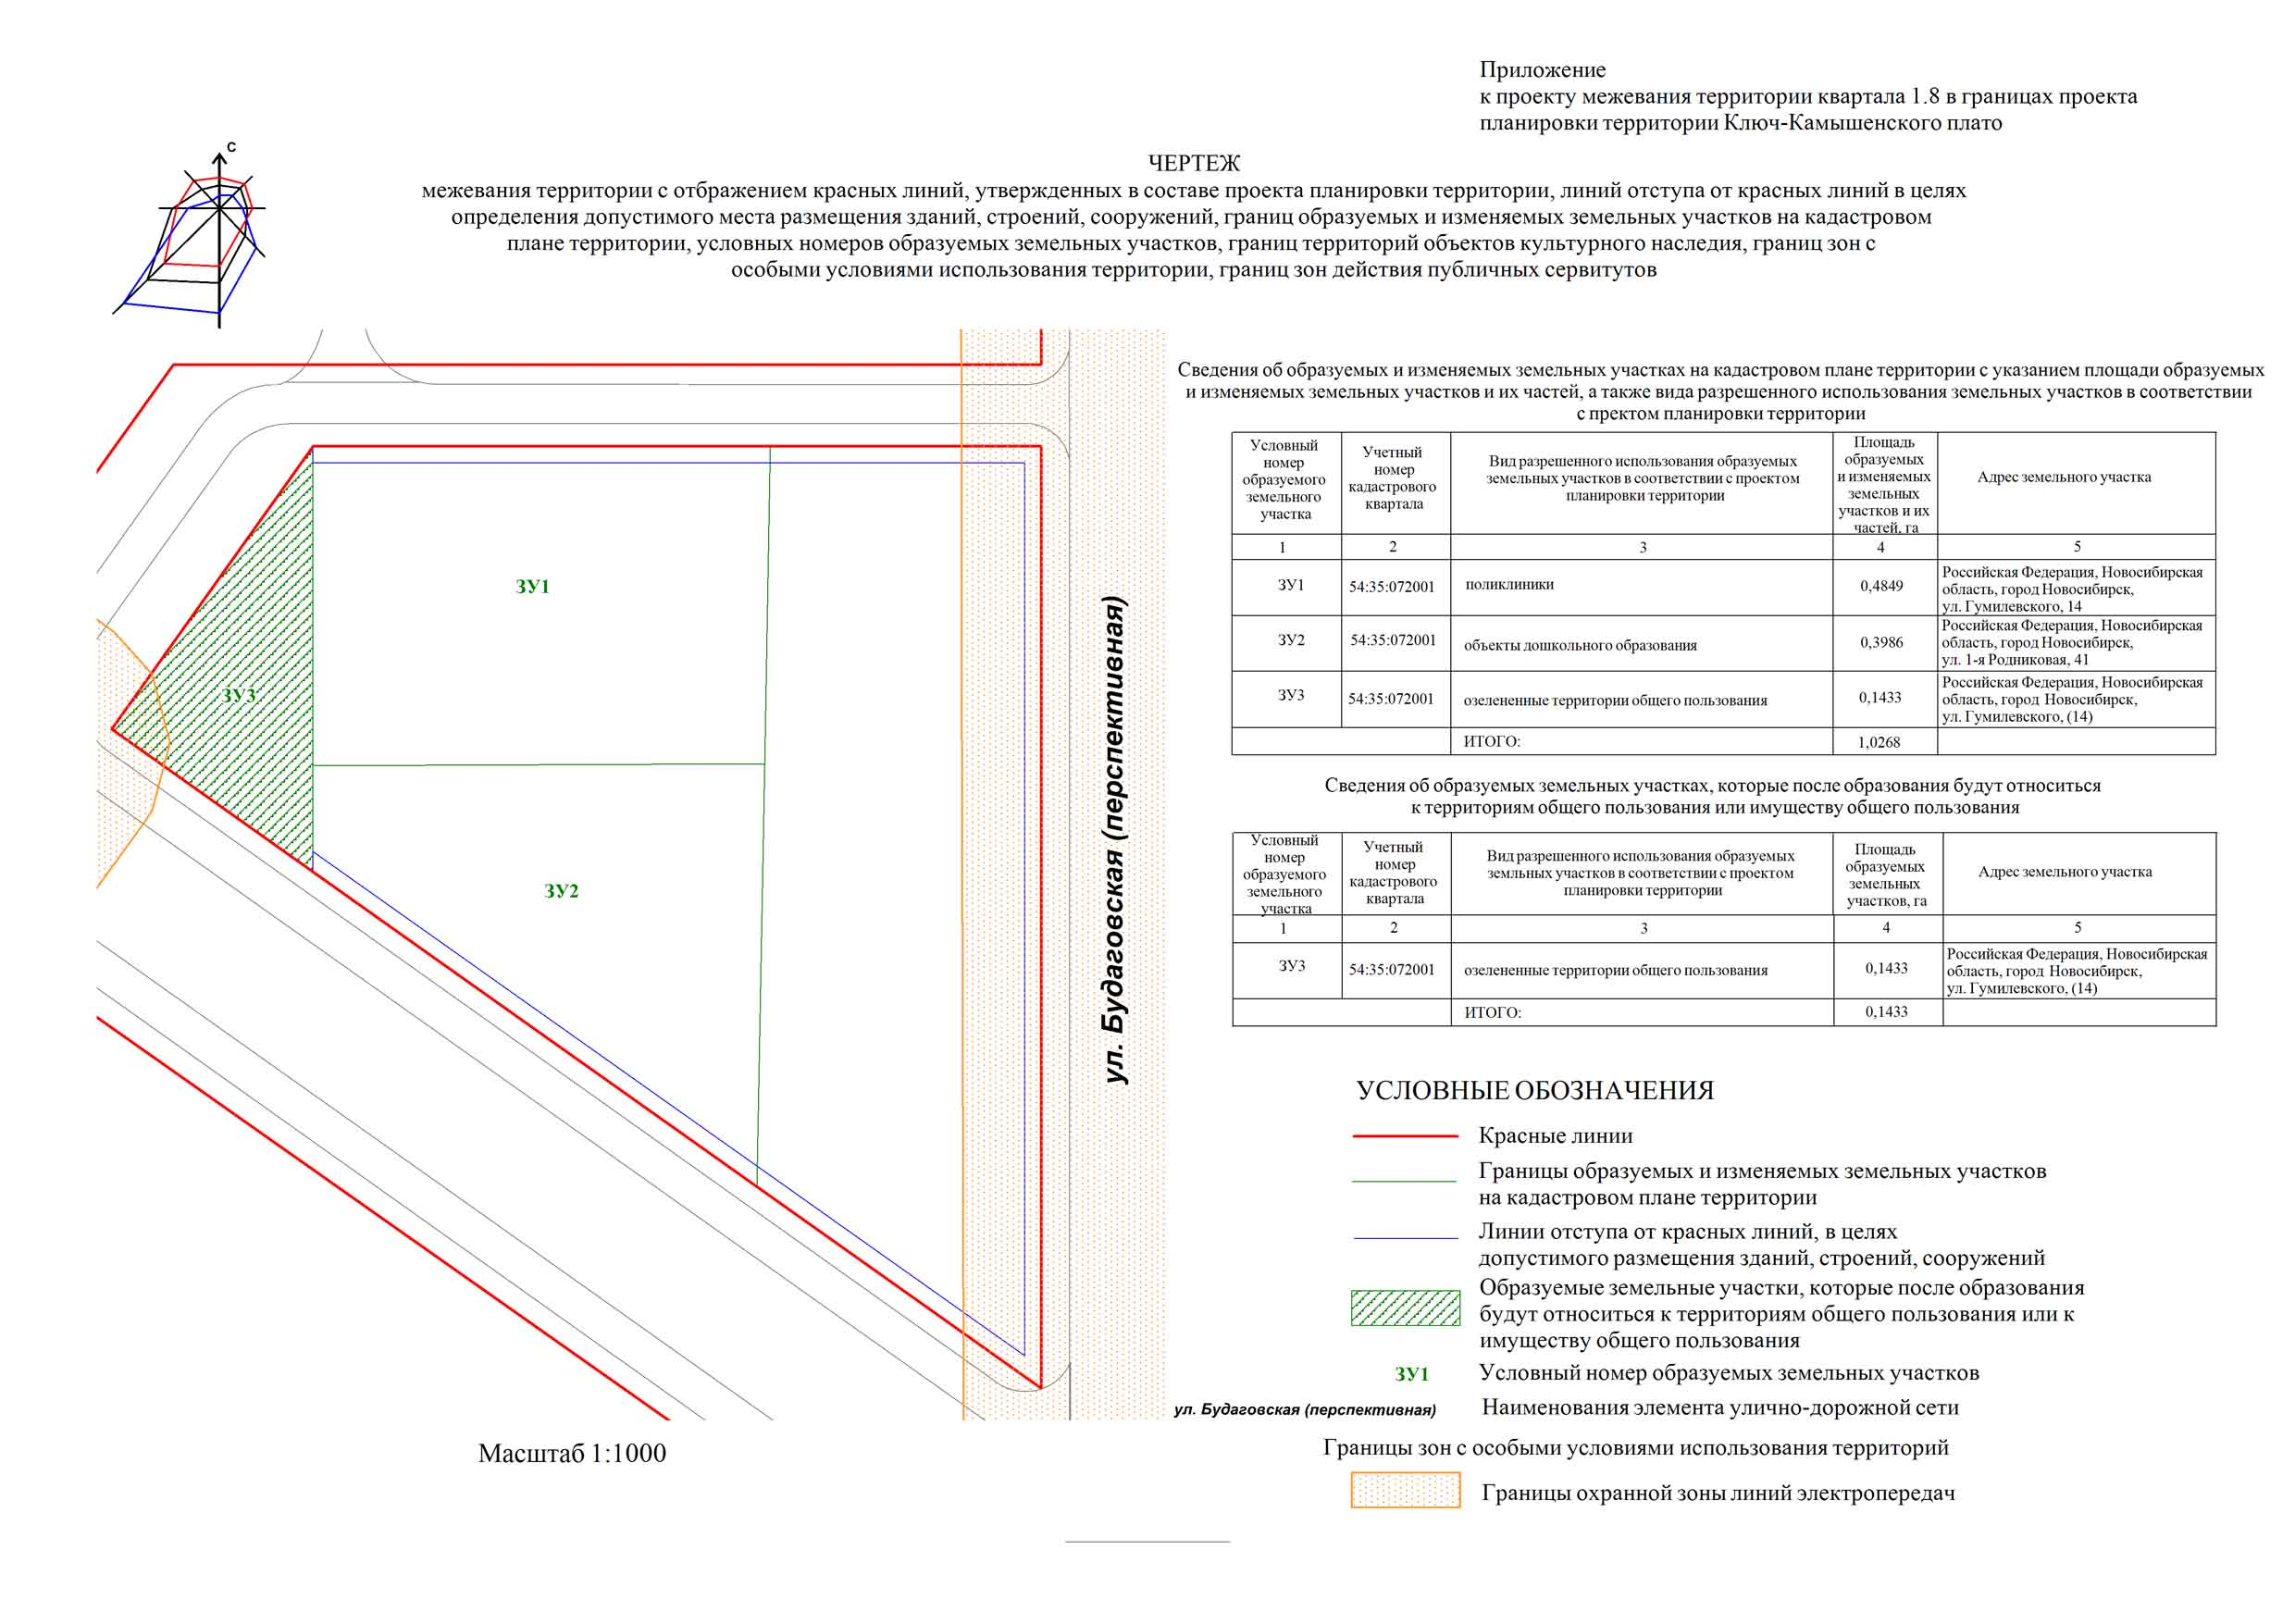 Приложение
к проекту межевания территории квартала 1.8 в границах проекта
планировки территории Ключ-Камышенского плато
С
ЧЕРТЕЖ
межевания территории с отбражением красных линий, утвержденных в составе проекта планировки территории, линий отступа от красных линий в целях
определения допустимого места размещения зданий, строений, сооружений, границ образуемых и изменяемых земельных участков на кадастровом
плане территории, условных номеров образуемых земельных участков, границ территорий объектов культурного наследия, границ зон с
особыми условиями использования территории, границ зон действия публичных сервитутов
ЗУ1
ЗУ3
ЗУ2
ул. Будаговская (перспективная)
Масштаб 1:1000
Сведения об образуемых и изменяемых земельных участках на кадастровом плане территории с указанием площади образуемых
и изменяемых земельных участков и их частей, а также вида разрешенного использования земельных участков в соответствии
с пректом планировки территории
Условный
номер
образуемого
земельного
участка
Учетный
номер
кадастрового
квартала
Вид разрешенного использования образуемых
земельных участков в соответствии с проектом
планировки территории
Площадь
образуемых
и изменяемых
земельных
участков и их
частей, га
Адрес земельного участка
1 2 3 4 5
ЗУ1 54:35:072001 поликлиники 0,4849
Российская Федерация, Новосибирская
область, город Новосибирск,
ул. Гумилевского, 14
ЗУ2 54:35:072001 объекты дошкольного образования 0,3986
Российская Федерация, Новосибирская
область, город Новосибирск,
ул. 1-я Родниковая, 41
ЗУ3 54:35:072001 озелененные территории общего пользования 0,1433
Российская Федерация, Новосибирская
область, город Новосибирск,
ул. Гумилевского, (14)
ИТОГО: 1,0268
Сведения об образуемых земельных участках, которые после образования будут относиться
к территориям общего пользования или имуществу общего пользования
Условный
номер
образуемого
земельного
участка
Учетный
номер
кадастрового
квартала
Вид разрешенного использования образуемых
земльных участков в соответствии с проектом
планировки территории
Площадь
образуемых
земельных
участков, га
Адрес земельного участка
1 2 3 4 5
ЗУ3 54:35:072001 озелененные территории общего пользования 0,1433
Российская Федерация, Новосибирская
область, город Новосибирск,
ул. Гумилевского, (14)
ИТОГО: 0,1433
УСЛОВНЫЕ ОБОЗНАЧЕНИЯ
Красные линии
Границы образуемых и изменяемых земельных участков
на кадастровом плане территории
Линии отступа от красных линий, в целях
допустимого размещения зданий, строений, сооружений
Образуемые земельные участки, которые после образования
будут относиться к территориям общего пользования или к
имуществу общего пользования
ЗУ1 Условный номер образуемых земельных участков
ул. Будаговская (перспективная) Наименования элемента улично-дорожной сети
Границы зон с особыми условиями использования территорий
Границы охранной зоны линий электропередач